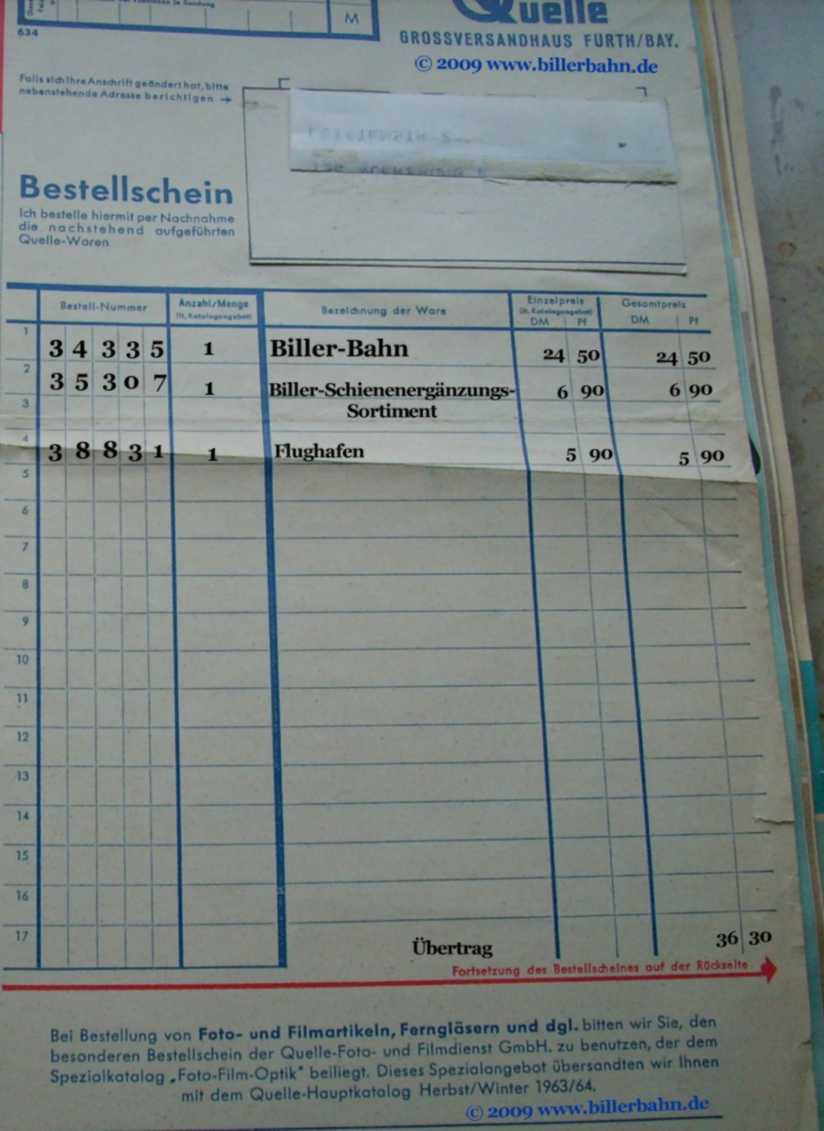 M
634
Quelle
GROSSVERSANDHAUS FÜRTH/BAY.
© 2009 www.billerbahn.de
Falls sich Ihre Anschrift geändert hat, bitte
nebenstehende Adresse berichtigen →
Bestellschein
Ich bestelle hiermit per Nachnahme
die nachstehend aufgeführten
Quelle-Waren
Bestell-Nummer Anzahl/Menge (lt. Katalogangebot) Bezeichnung der Ware Einzelpreis (lt. Katalogangebot) DM Pf Gesamtpreis DM Pf
1 34335 1 Biller-Bahn 24 50 24 50
2 35307 1 Biller-Schienenergänzungs- 6 90 6 90
3 Sortiment
4 38831 1 Flughafen 5 90 5 90
5
6
7
8
9
10
11
12
13
14
15
16
17 Übertrag 36 30
Fortsetzung des Bestellscheines auf der Rückseite
Bei Bestellung von Foto- und Filmartikeln, Ferngläsern und dgl. bitten wir Sie, den
besonderen Bestellschein der Quelle-Foto- und Filmdienst GmbH. zu benutzen, der dem
Spezialkatalog „Foto-Film-Optik" beiliegt. Dieses Spezialangebot übersandten wir Ihnen
mit dem Quelle-Hauptkatalog Herbst/Winter 1963/64.
© 2009 www.billerbahn.de